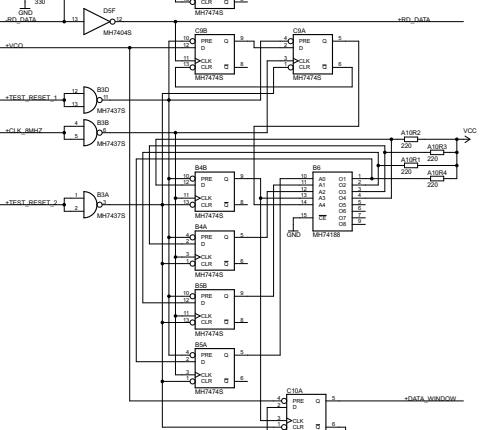 330
GND
-RD_DATA
13
D5F
12
MH7404S
MH7474S
+RD_DATA
+VCO
C9B
10 PRE Q 9
12 D
11 CLK
13 CLR Q 8
MH7474S
C9A
4 PRE Q 5
2 D
3 CLK
1 CLR Q 6
MH7474S
+TEST_RESET_1
12
13
B3D
11
MH7437S
+CLK_8MHZ
4
5
B3B
6
MH7437S
A10R2
220
VCC
A10R3
220
A10R1
220
A10R4
220
+TEST_RESET_2
1
2
B3A
3
MH7437S
B4B
10 PRE Q 9
12 D
11 CLK
13 CLR Q 8
MH7474S
B6
10 A0 O1 1
11 A1 O2 2
12 A2 O3 3
13 A3 O4 4
14 A4 O5 5
O6 6
15 CE O7 7
O8 9
GND
MH74188
B4A
4 PRE Q 5
2 D
3 CLK
1 CLR Q 6
MH7474S
B5B
10 PRE Q 9
12 D
11 CLK
13 CLR Q 8
MH7474S
B5A
4 PRE Q 5
2 D
3 CLK
1 CLR Q 6
MH7474S
C10A
4 PRE Q 5
2 D
3 CLK
1 CLR Q 6
+DATA_WINDOW